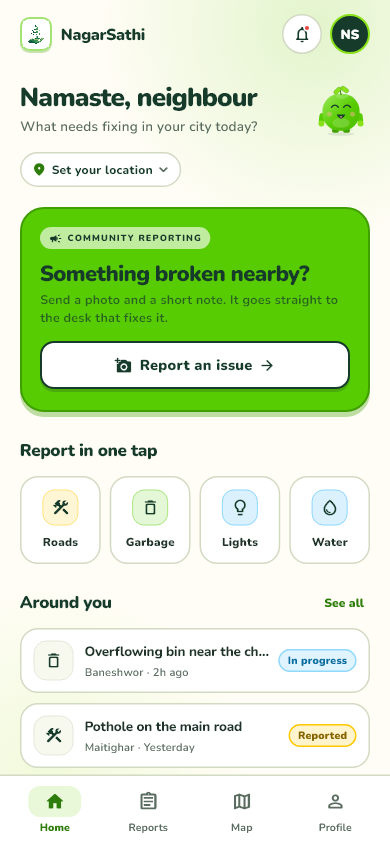 NagarSathi
NS
Namaste, neighbour
What needs fixing in your city today?
Set your location
COMMUNITY REPORTING
Something broken nearby?
Send a photo and a short note. It goes straight to
the desk that fixes it.
Report an issue
Report in one tap
Roads
Garbage
Lights
Water
Around you
See all
Overflowing bin near the ch...
In progress
Baneshwor · 2h ago
Pothole on the main road
Reported
Maitighar · Yesterday
Home
Reports
Map
Profile